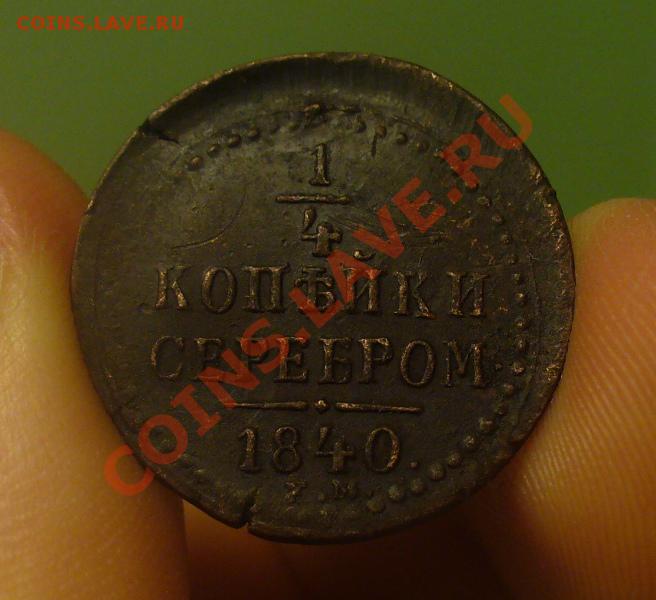 COINS.LAVE.RU
1
4
КОПѢЙКИ
СЕРЕБРОМ.
1840.
Е.М.
COINS.LAVE.RU